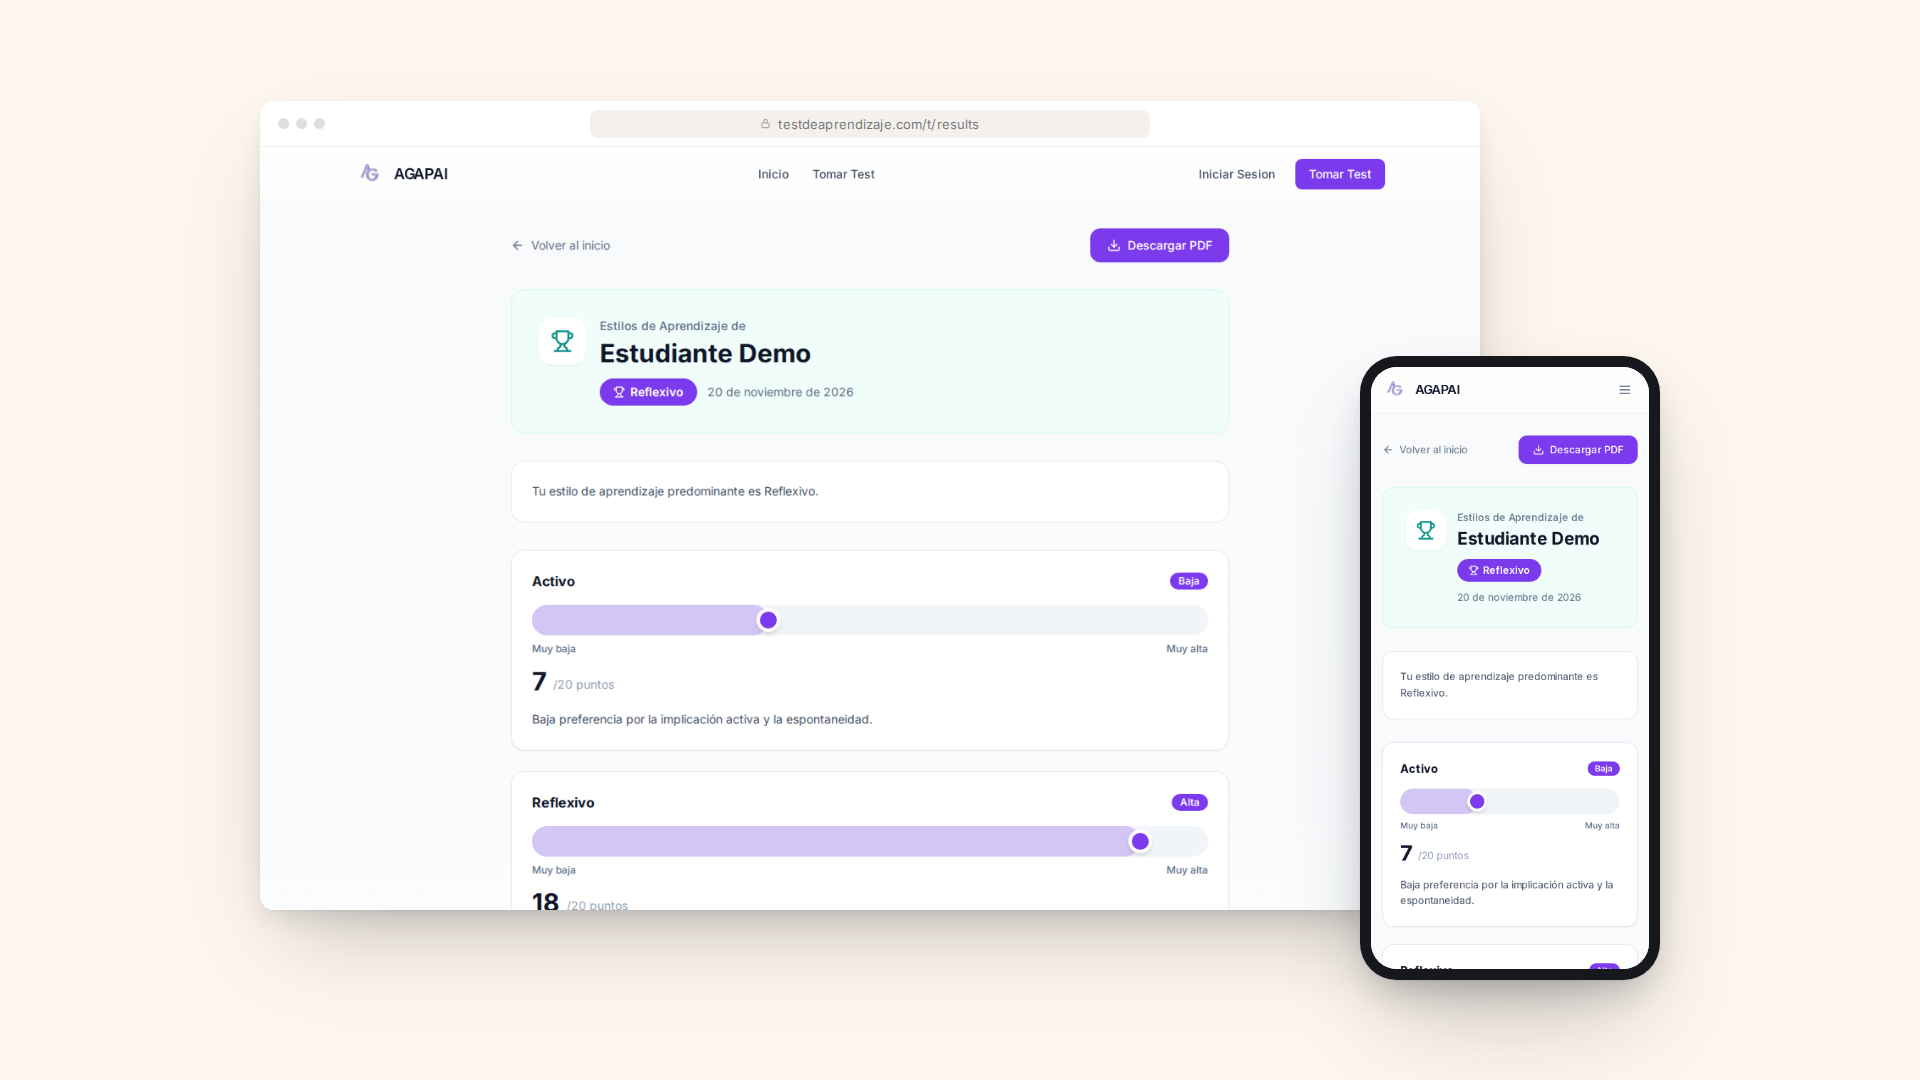 testdeaprendizaje.com/t/results
AGAPAI
Inicio
Tomar Test
Iniciar Sesion
Tomar Test
Volver al inicio
Descargar PDF
Estilos de Aprendizaje de
Estudiante Demo
Reflexivo
20 de noviembre de 2026
Tu estilo de aprendizaje predominante es Reflexivo.
Activo
Baja
Muy baja
Muy alta
7 /20 puntos
Baja preferencia por la implicación activa y la espontaneidad.
Reflexivo
Alta
Muy baja
Muy alta
18 /20 puntos
AGAPAI
Volver al inicio
Descargar PDF
Estilos de Aprendizaje de
Estudiante Demo
Reflexivo
20 de noviembre de 2026
Tu estilo de aprendizaje predominante es
Reflexivo.
Activo
Baja
Muy baja
Muy alta
7 /20 puntos
Baja preferencia por la implicación activa y la
espontaneidad.
Reflexivo